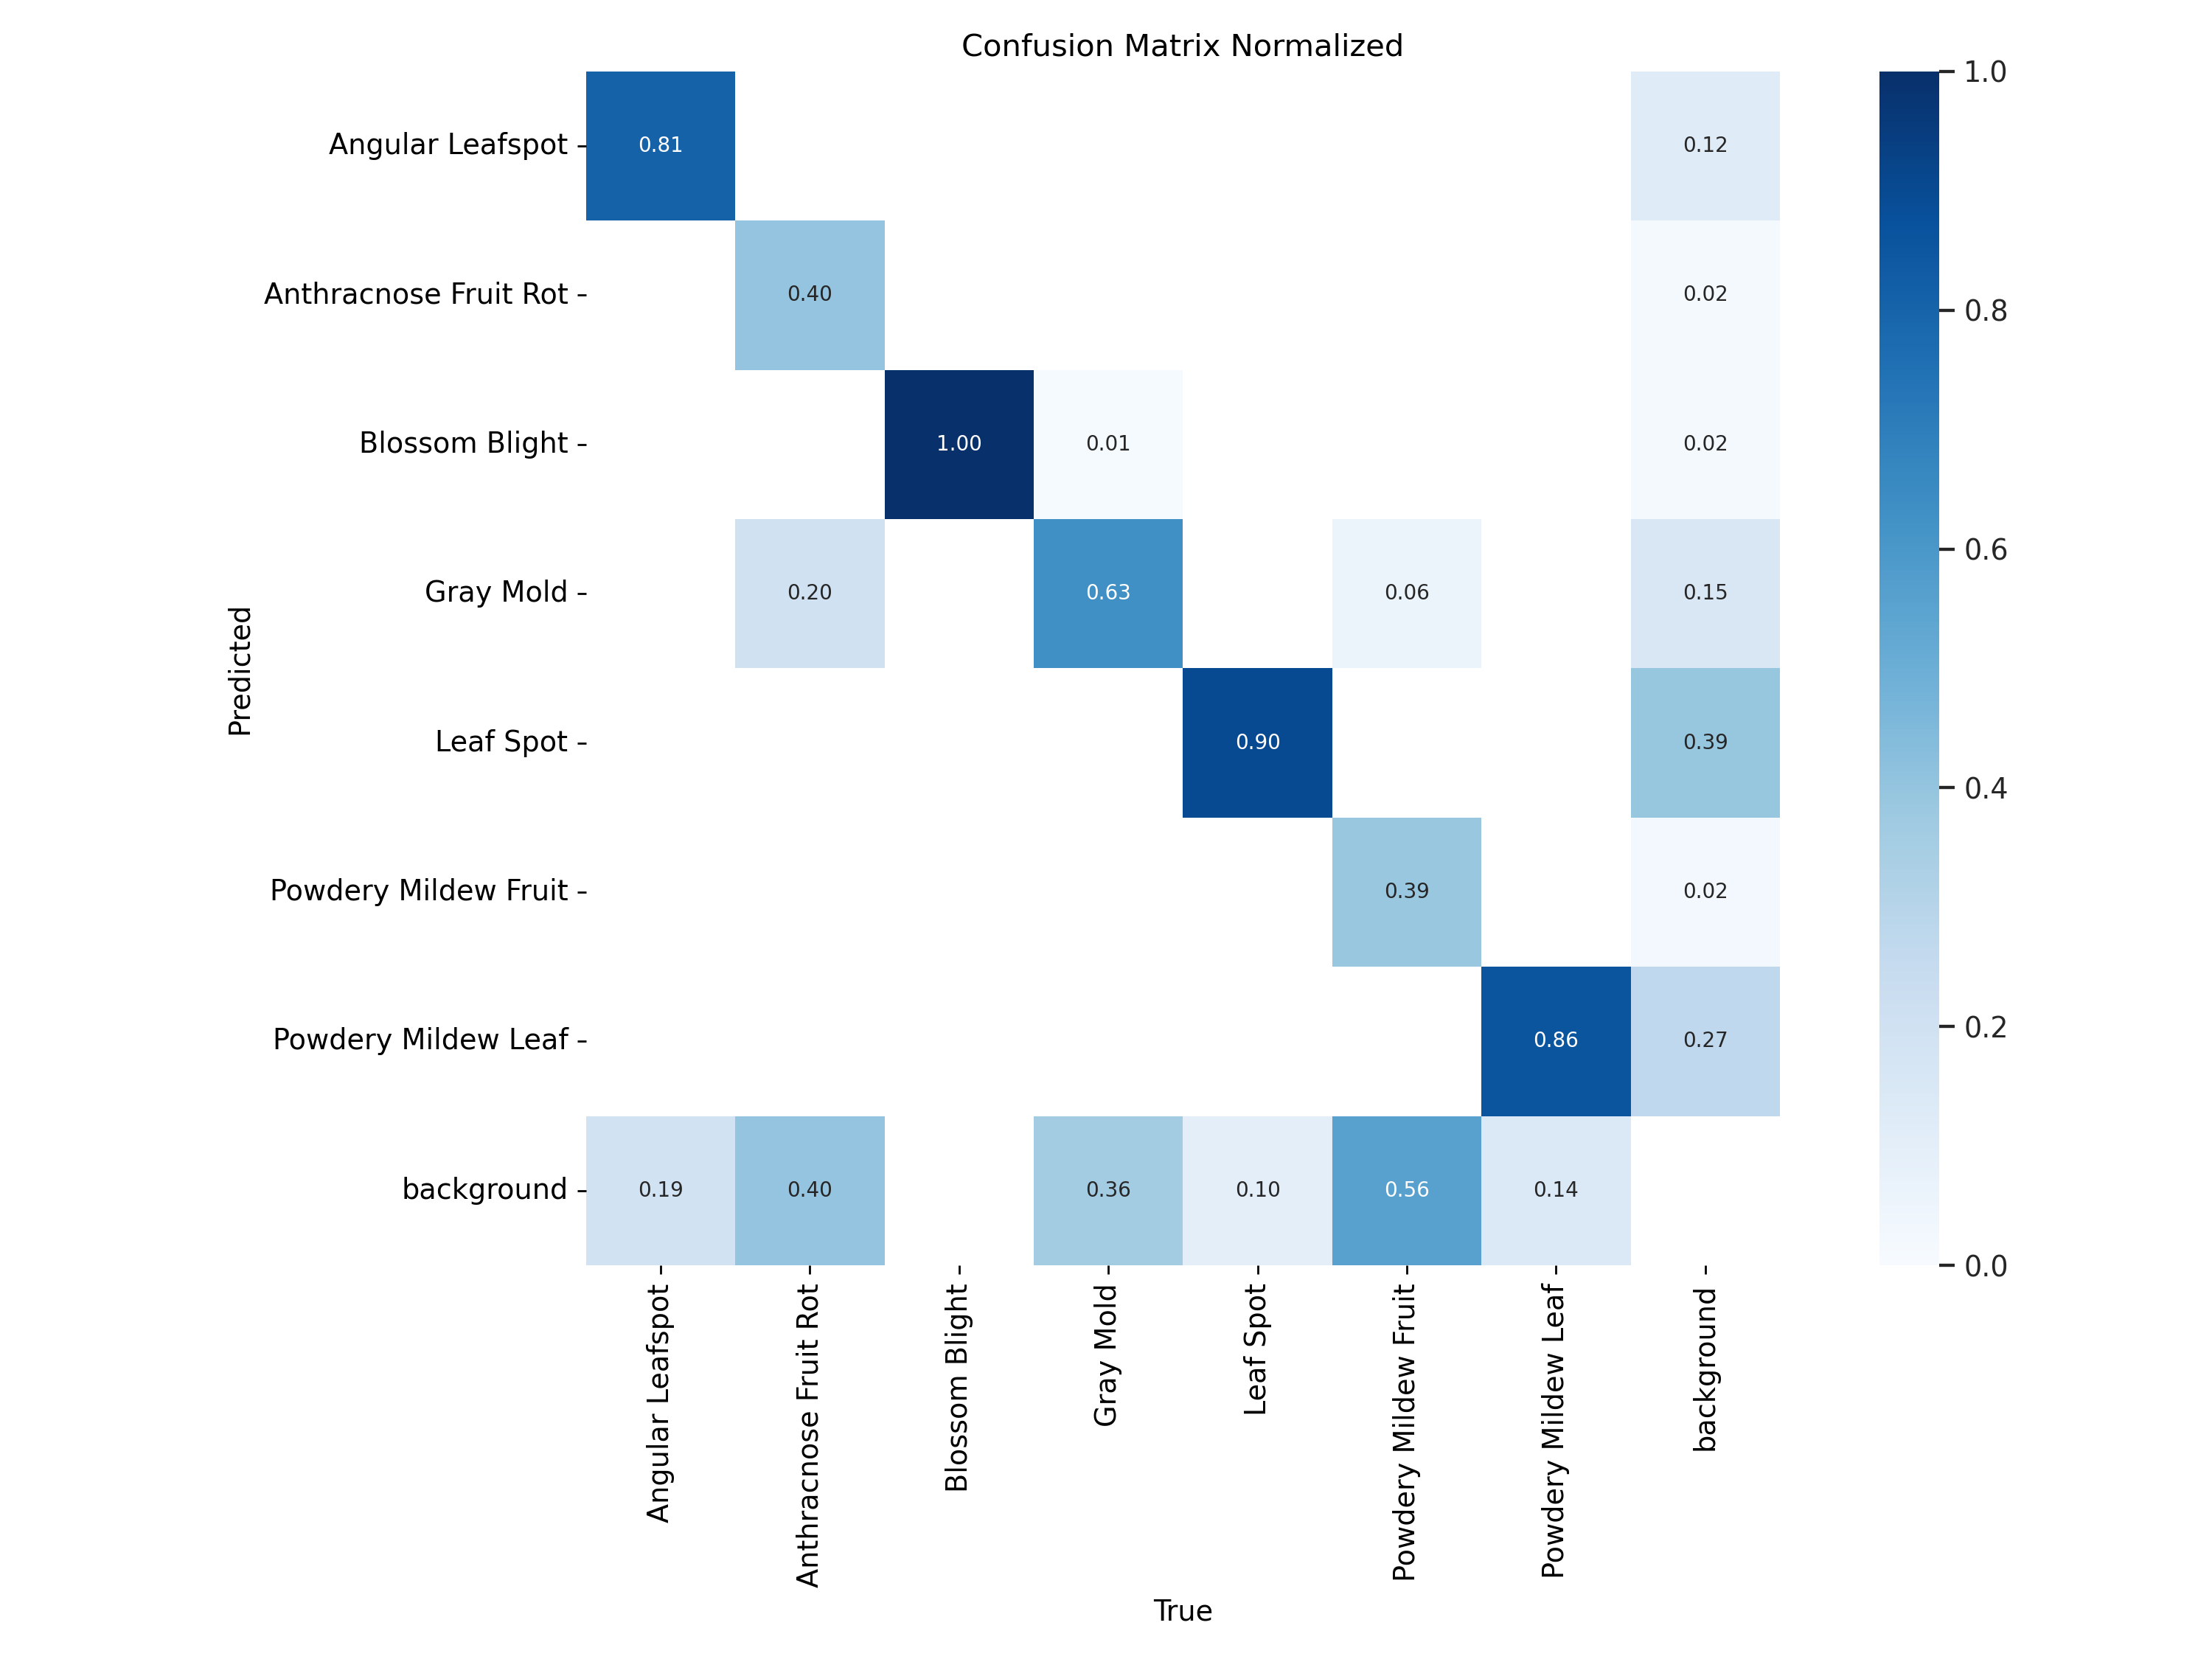 Confusion Matrix Normalized
Angular Leafspot
0.81
0.12
Anthracnose Fruit Rot
0.40
0.02
Blossom Blight
1.00
0.01
0.02
Gray Mold
0.20
0.63
0.06
0.15
Leaf Spot
0.90
0.39
Powdery Mildew Fruit
0.39
0.02
Powdery Mildew Leaf
0.86
0.27
background
0.19
0.40
0.36
0.10
0.56
0.14
Predicted
Angular Leafspot
Anthracnose Fruit Rot
Blossom Blight
Gray Mold
Leaf Spot
Powdery Mildew Fruit
Powdery Mildew Leaf
background
True
1.0
0.8
0.6
0.4
0.2
0.0